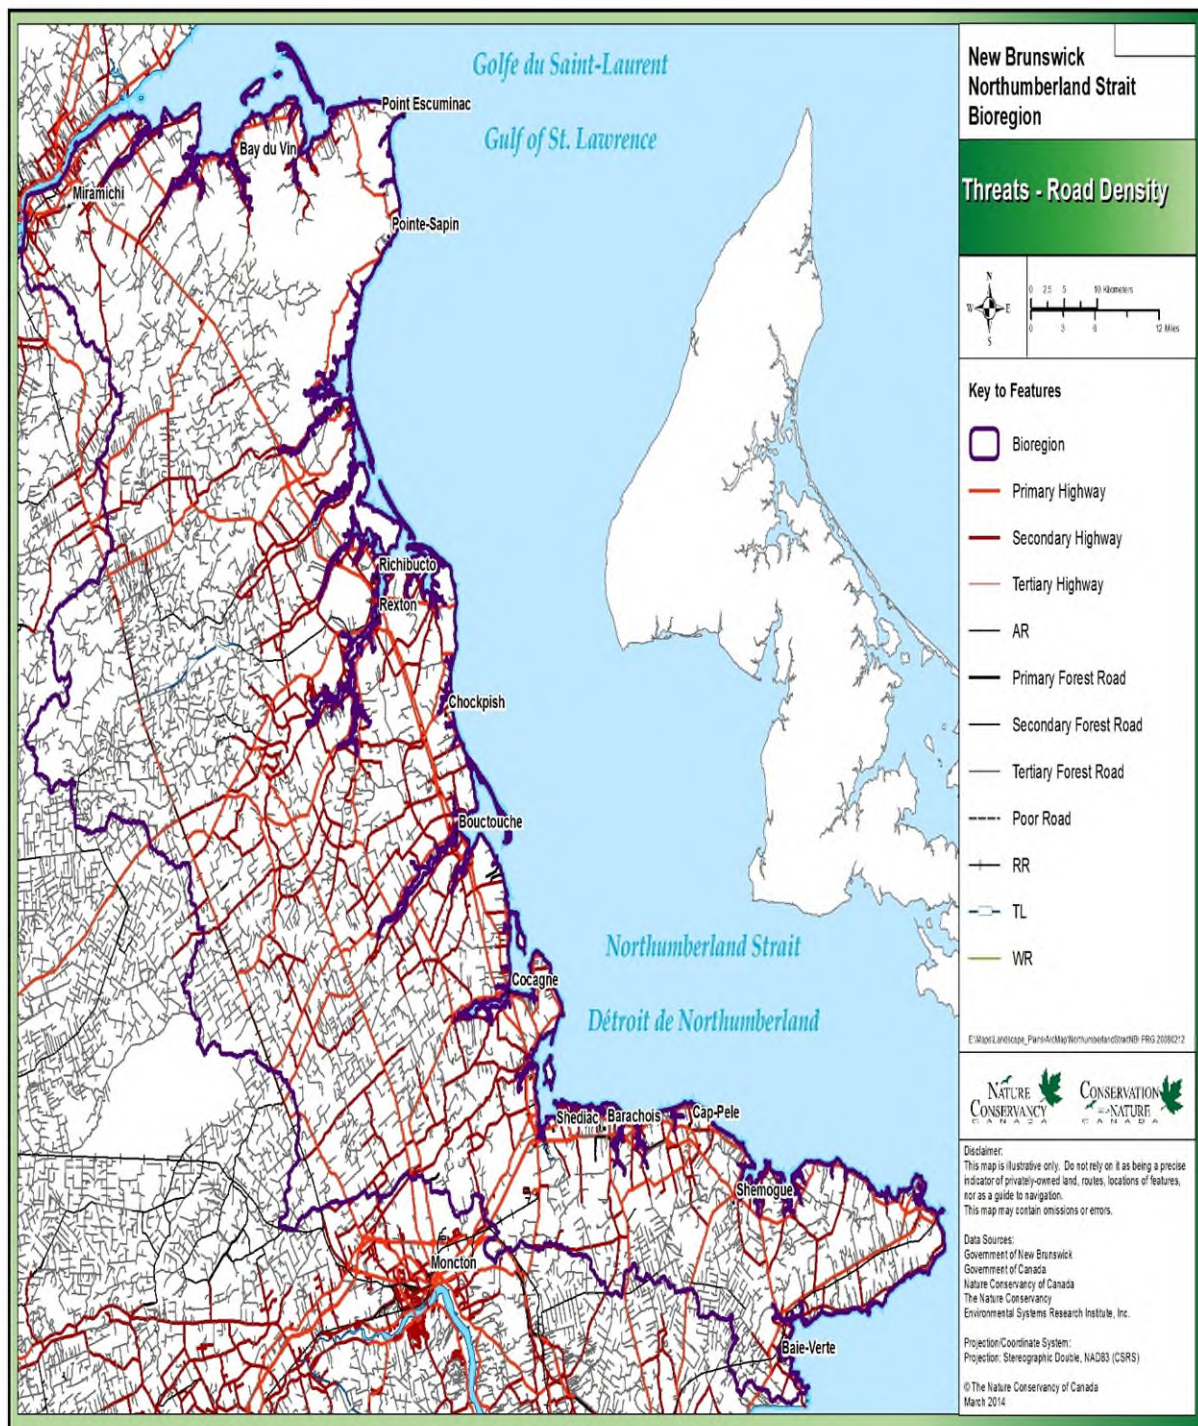 Golfe du Saint-Laurent
Gulf of St. Lawrence
Point Escuminac
Bay du Vin
Miramichi
Pointe-Sapin
Richibucto
Rexton
Chockpish
Bouctouche
Northumberland Strait
Détroit de Northumberland
Cocagne
Shediac
Barachois
Cap-Pele
Shemogue
Moncton
Baie-Verte
New Brunswick
Northumberland Strait
Bioregion
Threats - Road Density
N
W E
S
0 2.5 5 10 Kilometers
0 3 6 12 Miles
Key to Features
Bioregion
Primary Highway
Secondary Highway
Tertiary Highway
AR
Primary Forest Road
Secondary Forest Road
Tertiary Forest Road
Poor Road
RR
TL
WR
NATURE
CONSERVANCY
CANADA
CONSERVATION
NATURE
CANADA
Disclaimer:
This map is illustrative only. Do not rely on it as being a precise
indicator of privately-owned land, routes, locations of features,
nor as a guide to navigation.
This map may contain omissions or errors.
Data Sources:
Government of New Brunswick
Government of Canada
Nature Conservancy of Canada
The Nature Conservancy
Environmental Systems Research Institute, Inc.
Projection/Coordinate System:
Projection: Stereographic Double, NAD83 (CSRS)
© The Nature Conservancy of Canada
March 2014